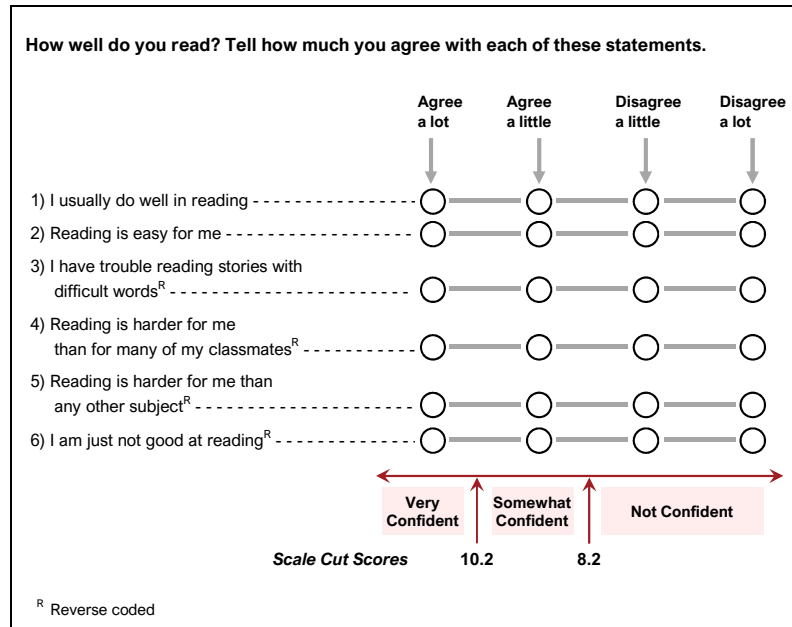 How well do you read? Tell how much you agree with each of these statements.
Agree a lot
Agree a little
Disagree a little
Disagree a lot
1) I usually do well in reading
2) Reading is easy for me
3) I have trouble reading stories with
difficult words^R
4) Reading is harder for me
than for many of my classmates^R
5) Reading is harder for me than
any other subject^R
6) I am just not good at reading^R
Very Confident
Somewhat Confident
Not Confident
Scale Cut Scores 10.2 8.2
^R Reverse coded